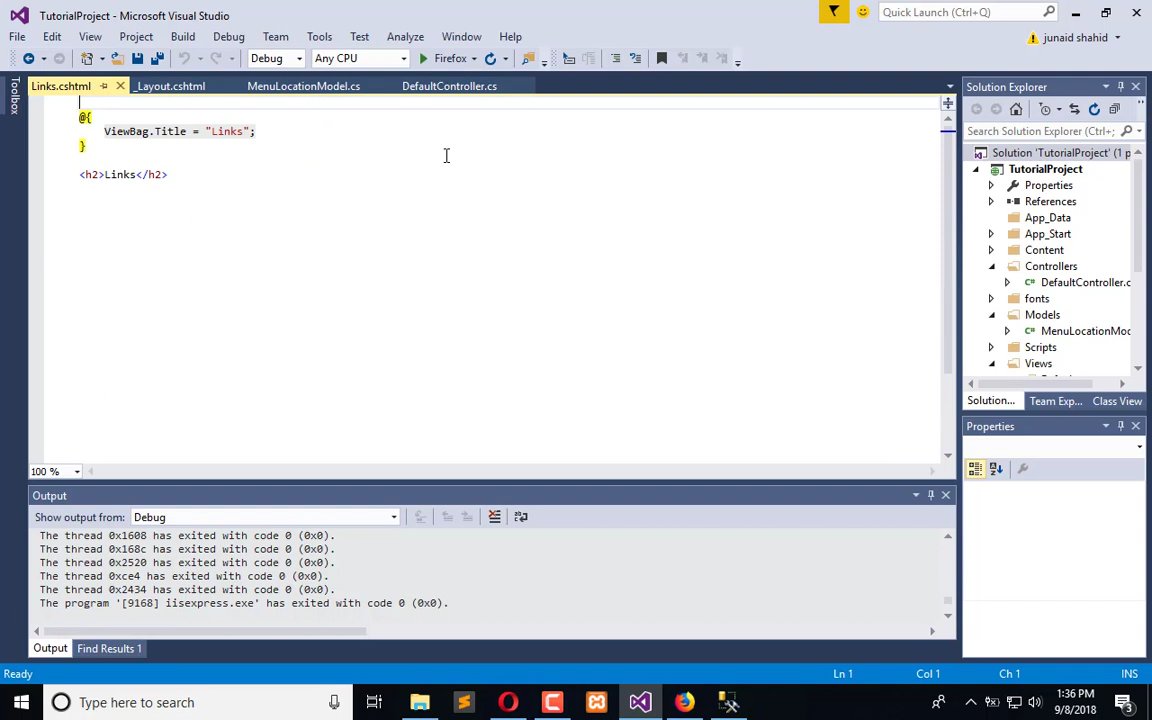 TutorialProject - Microsoft Visual Studio
Quick Launch (Ctrl+Q)
File Edit View Project Build Debug Team Tools Test Analyze Window Help
junaid shahid
Debug Any CPU Firefox
Toolbox
Links.cshtml _Layout.cshtml MenuLocationModel.cs DefaultController.cs
@{
ViewBag.Title = "Links";
}
<h2>Links</h2>
100 %
Solution Explorer
Search Solution Explorer (Ctrl+;
Solution 'TutorialProject' (1 p
TutorialProject
Properties
References
App_Data
App_Start
Content
Controllers
DefaultController.c
fonts
Models
MenuLocationMod
Scripts
Views
Solution... Team Exp... Class View
Properties
Output
Show output from: Debug
The thread 0x1608 has exited with code 0 (0x0).
The thread 0x168c has exited with code 0 (0x0).
The thread 0x2520 has exited with code 0 (0x0).
The thread 0xce4 has exited with code 0 (0x0).
The thread 0x2434 has exited with code 0 (0x0).
The program '[9168] iisexpress.exe' has exited with code 0 (0x0).
Output Find Results 1
Ready Ln 1 Col 1 Ch 1 INS
Type here to search
1:36 PM
9/8/2018
3